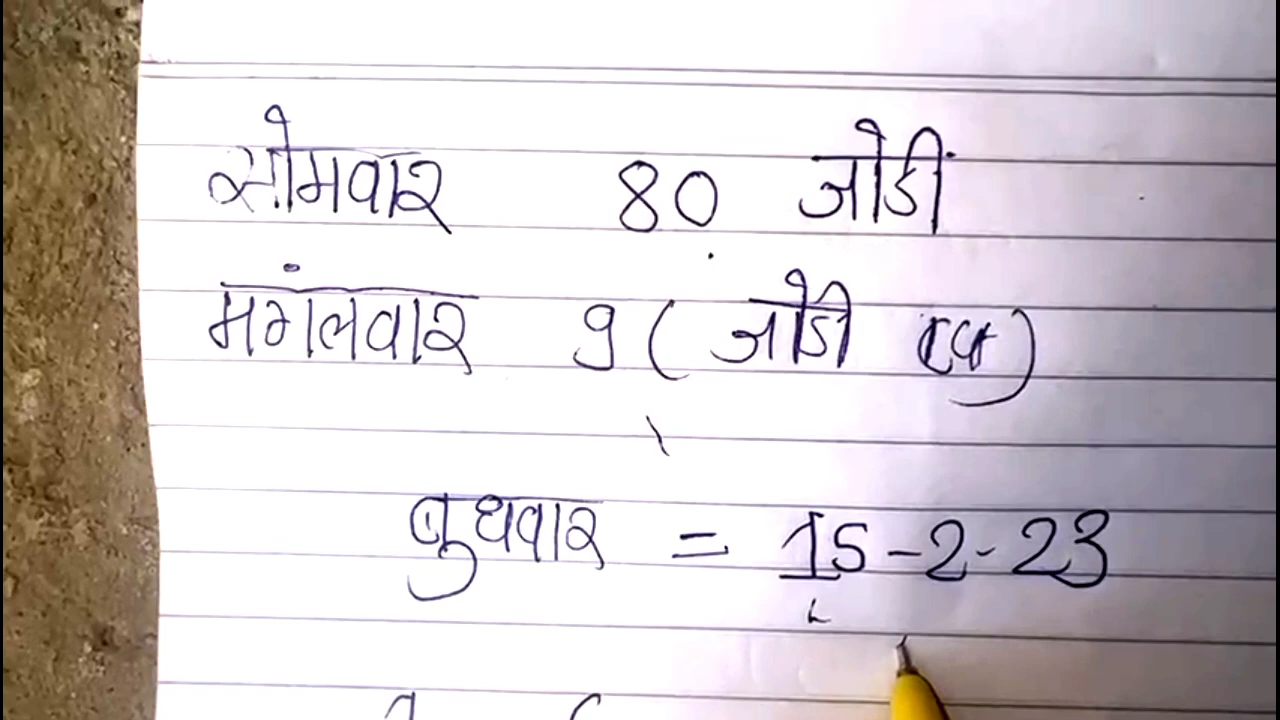 सोमवार 80 जोडी
मंगलवार 9 ( जोडी )
बुधवार = 15-2-23